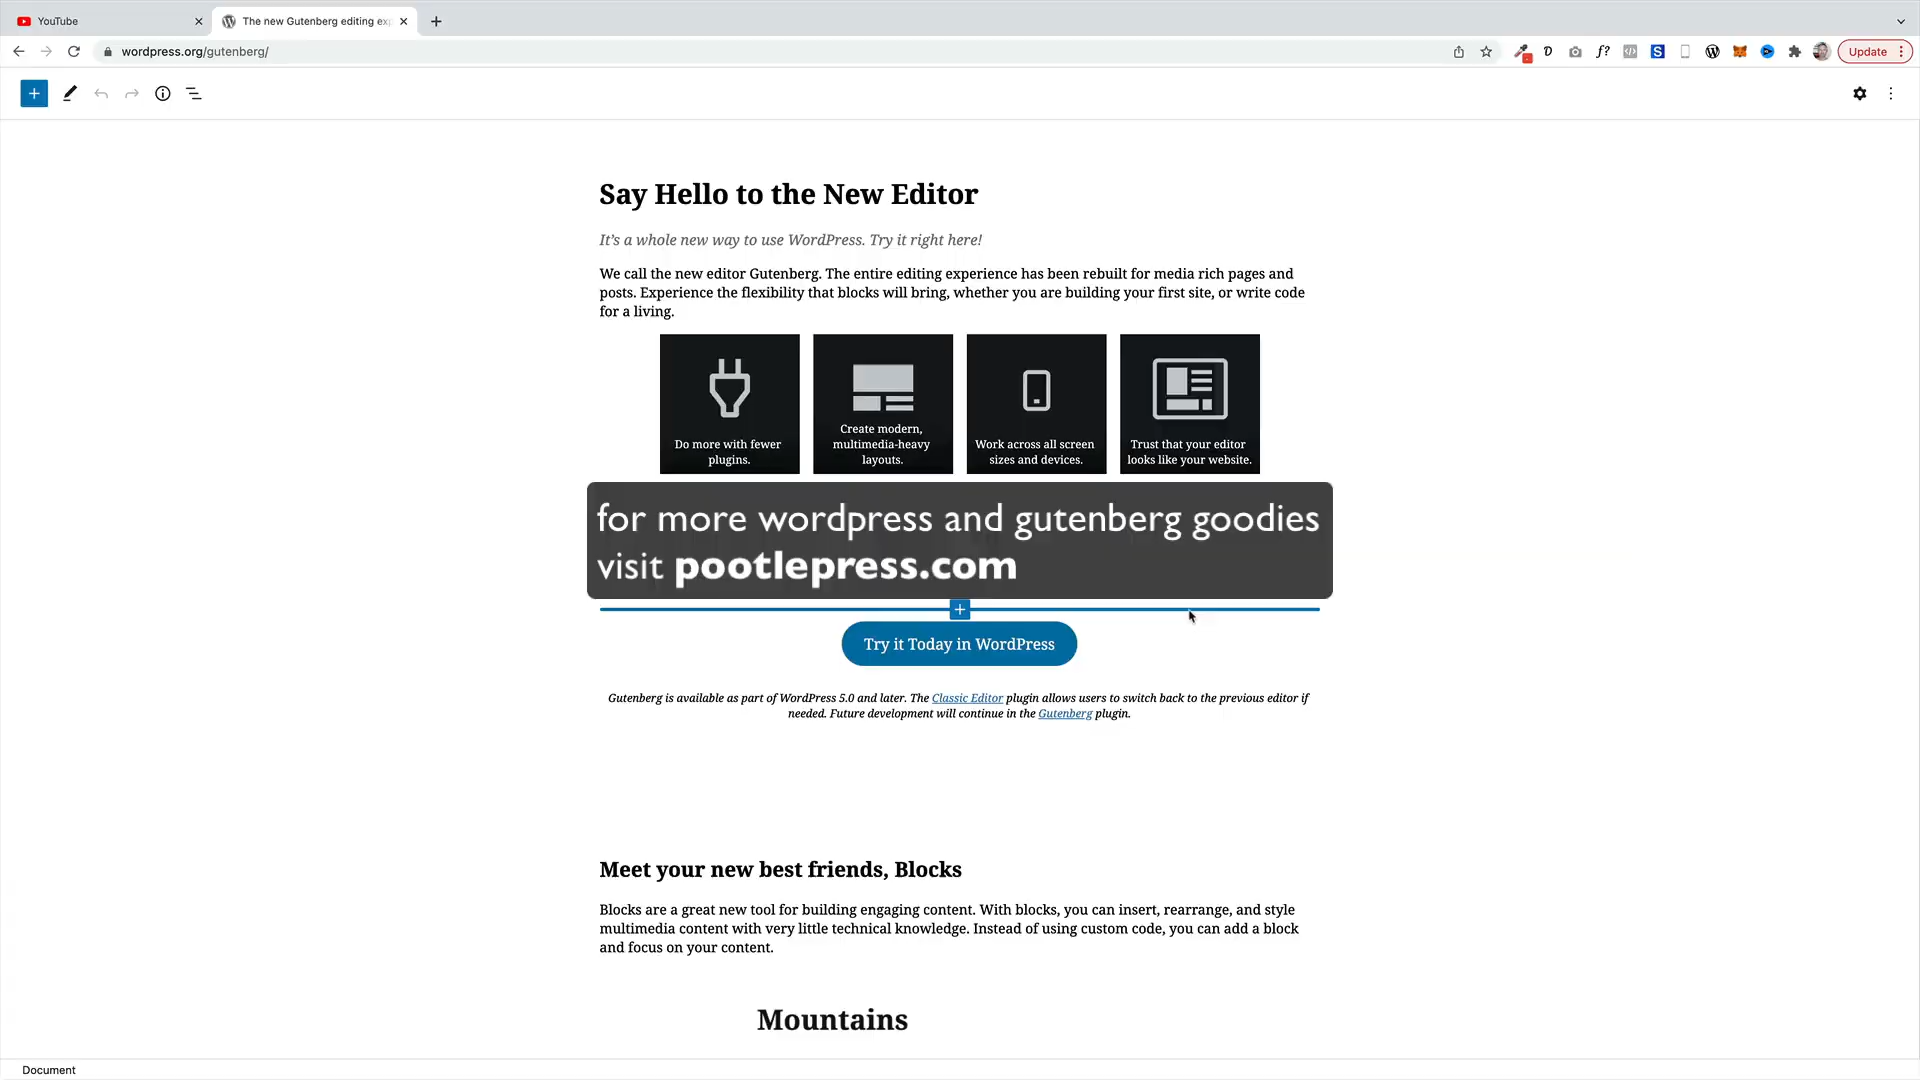 YouTube
The new Gutenberg editing ex
wordpress.org/gutenberg/
Update
Say Hello to the New Editor
It's a whole new way to use WordPress. Try it right here!
We call the new editor Gutenberg. The entire editing experience has been rebuilt for media rich pages and
posts. Experience the flexibility that blocks will bring, whether you are building your first site, or write code
for a living.
Do more with fewer
plugins.
Create modern,
multimedia-heavy
layouts.
Work across all screen
sizes and devices.
Trust that your editor
looks like your website.
for more wordpress and gutenberg goodies
visit pootlepress.com
Try it Today in WordPress
Gutenberg is available as part of WordPress 5.0 and later. The Classic Editor plugin allows users to switch back to the previous editor if
needed. Future development will continue in the Gutenberg plugin.
Meet your new best friends, Blocks
Blocks are a great new tool for building engaging content. With blocks, you can insert, rearrange, and style
multimedia content with very little technical knowledge. Instead of using custom code, you can add a block
and focus on your content.
Mountains
Document